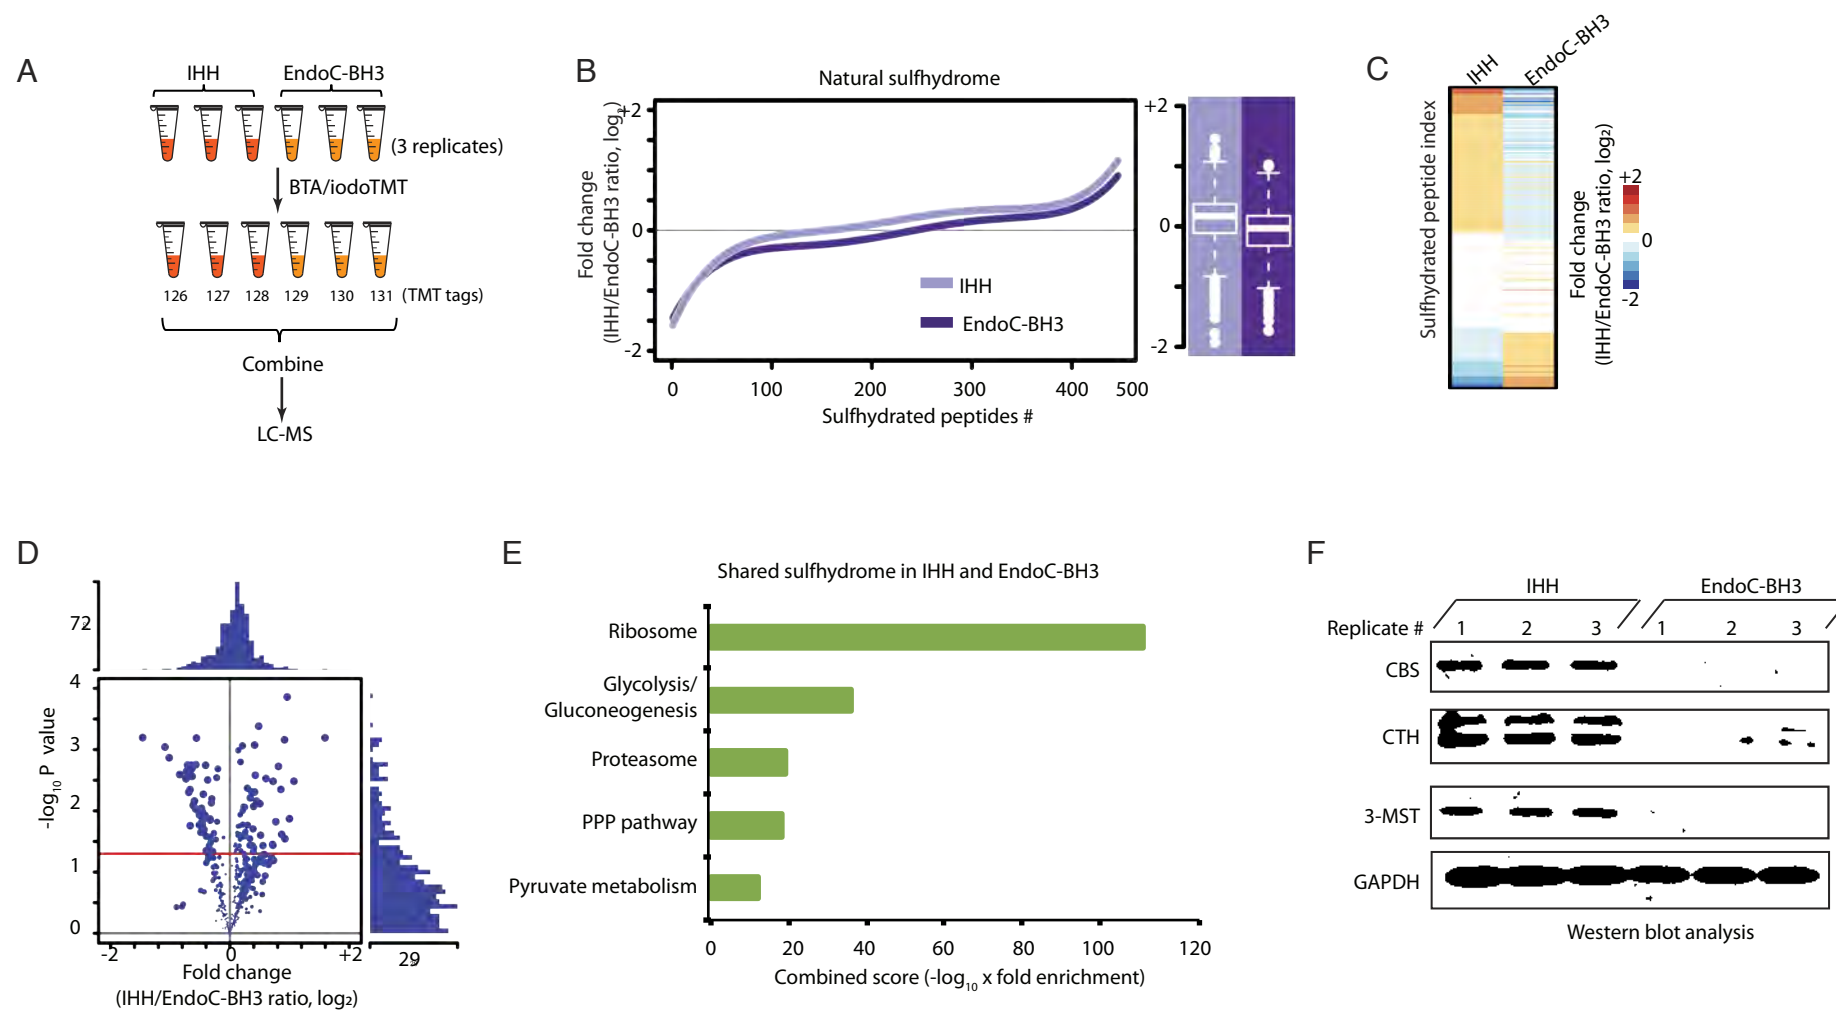 A
IHH EndoC-BH3
(3 replicates)
BTA/iodoTMT
126 127 128 129 130 131 (TMT tags)
Combine
LC-MS
B
Natural sulfhydrome
Fold change
(IHH/EndoC-BH3 ratio, log2)
+2
0
-2
IHH
EndoC-BH3
0 100 200 300 400 500
Sulfhydrated peptides #
+2
0
-2
C
IHH EndoC-BH3
Sulfhydrated peptide index
Fold change
(IHH/EndoC-BH3 ratio, log2)
+2
0
-2
D
72
4
3
2
1
0
-log10 P value
-2 0 +2
29
Fold change
(IHH/EndoC-BH3 ratio, log2)
E
Shared sulfhydrome in IHH and EndoC-BH3
Ribosome
Glycolysis/
Gluconeogenesis
Proteasome
PPP pathway
Pyruvate metabolism
0 20 40 60 80 100 120
Combined score (-log10 x fold enrichment)
F
IHH EndoC-BH3
Replicate # 1 2 3 1 2 3
CBS
CTH
3-MST
GAPDH
Western blot analysis